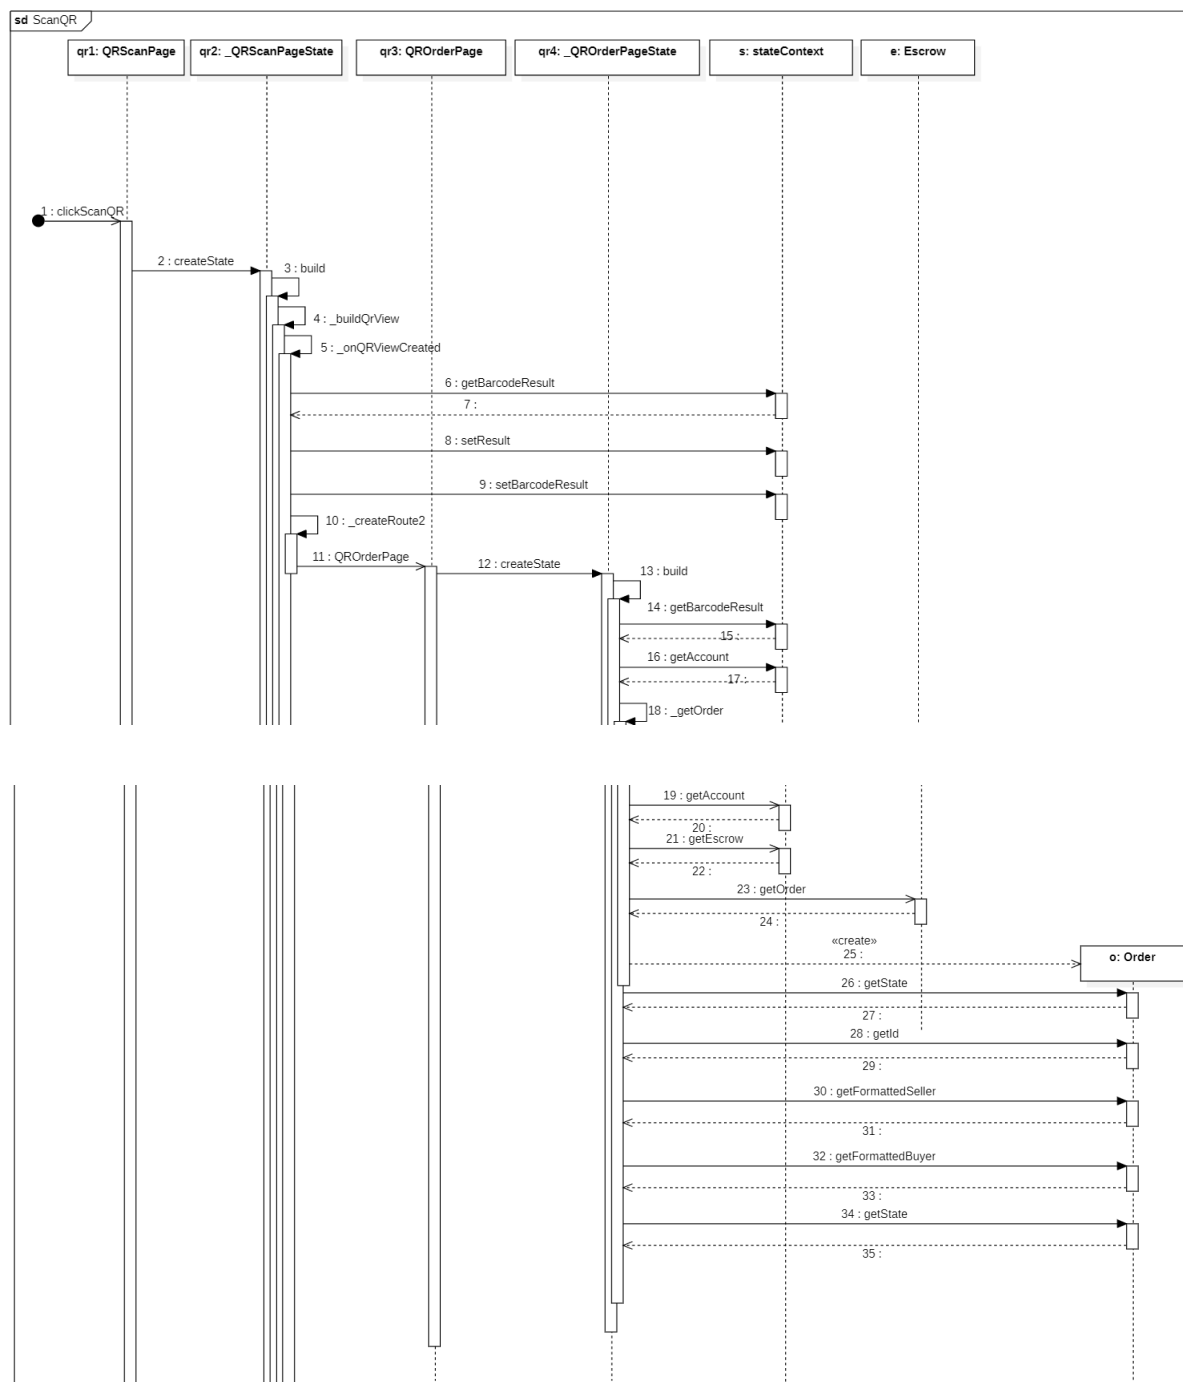 sd ScanQR
qr1: QRScanPage
qr2: _QRScanPageState
qr3: QROrderPage
qr4: _QROrderPageState
s: stateContext
e: Escrow
1 : clickScanQR
2 : createState
3 : build
4 : _buildQrView
5 : _onQRViewCreated
6 : getBarcodeResult
7 :
8 : setResult
9 : setBarcodeResult
10 : _createRoute2
11 : QROrderPage
12 : createState
13 : build
14 : getBarcodeResult
15 :
16 : getAccount
17 :
18 : _getOrder
19 : getAccount
20 :
21 : getEscrow
22 :
23 : getOrder
24 :
«create»
25 :
o: Order
26 : getState
27 :
28 : getId
29 :
30 : getFormattedSeller
31 :
32 : getFormattedBuyer
33 :
34 : getState
35 :